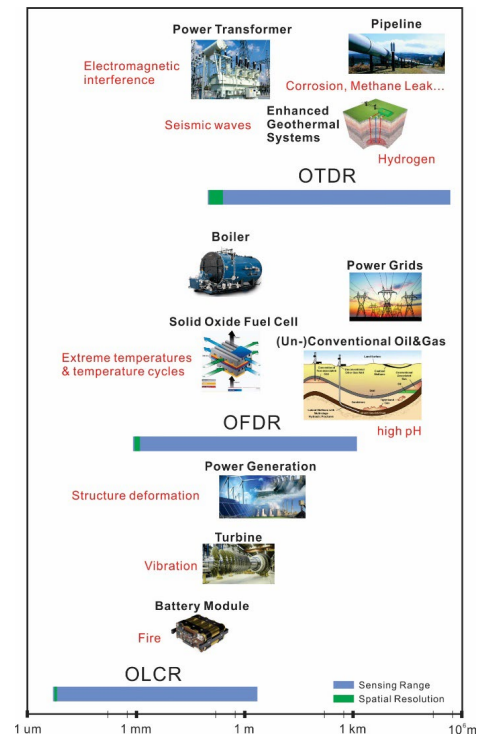 Power Transformer
Pipeline
Electromagnetic
interference
Corrosion, Methane Leak...
Seismic waves
Enhanced
Geothermal
Systems
Hydrogen
OTDR
Boiler
Power Grids
Solid Oxide Fuel Cell
(Un-)Conventional Oil&Gas
Extreme temperatures
& temperature cycles
high pH
OFDR
Power Generation
Structure deformation
Turbine
Vibration
Battery Module
Fire
OLCR
Sensing Range
Spatial Resolution
1 um
1 mm
1 m
1 km
10⁶m